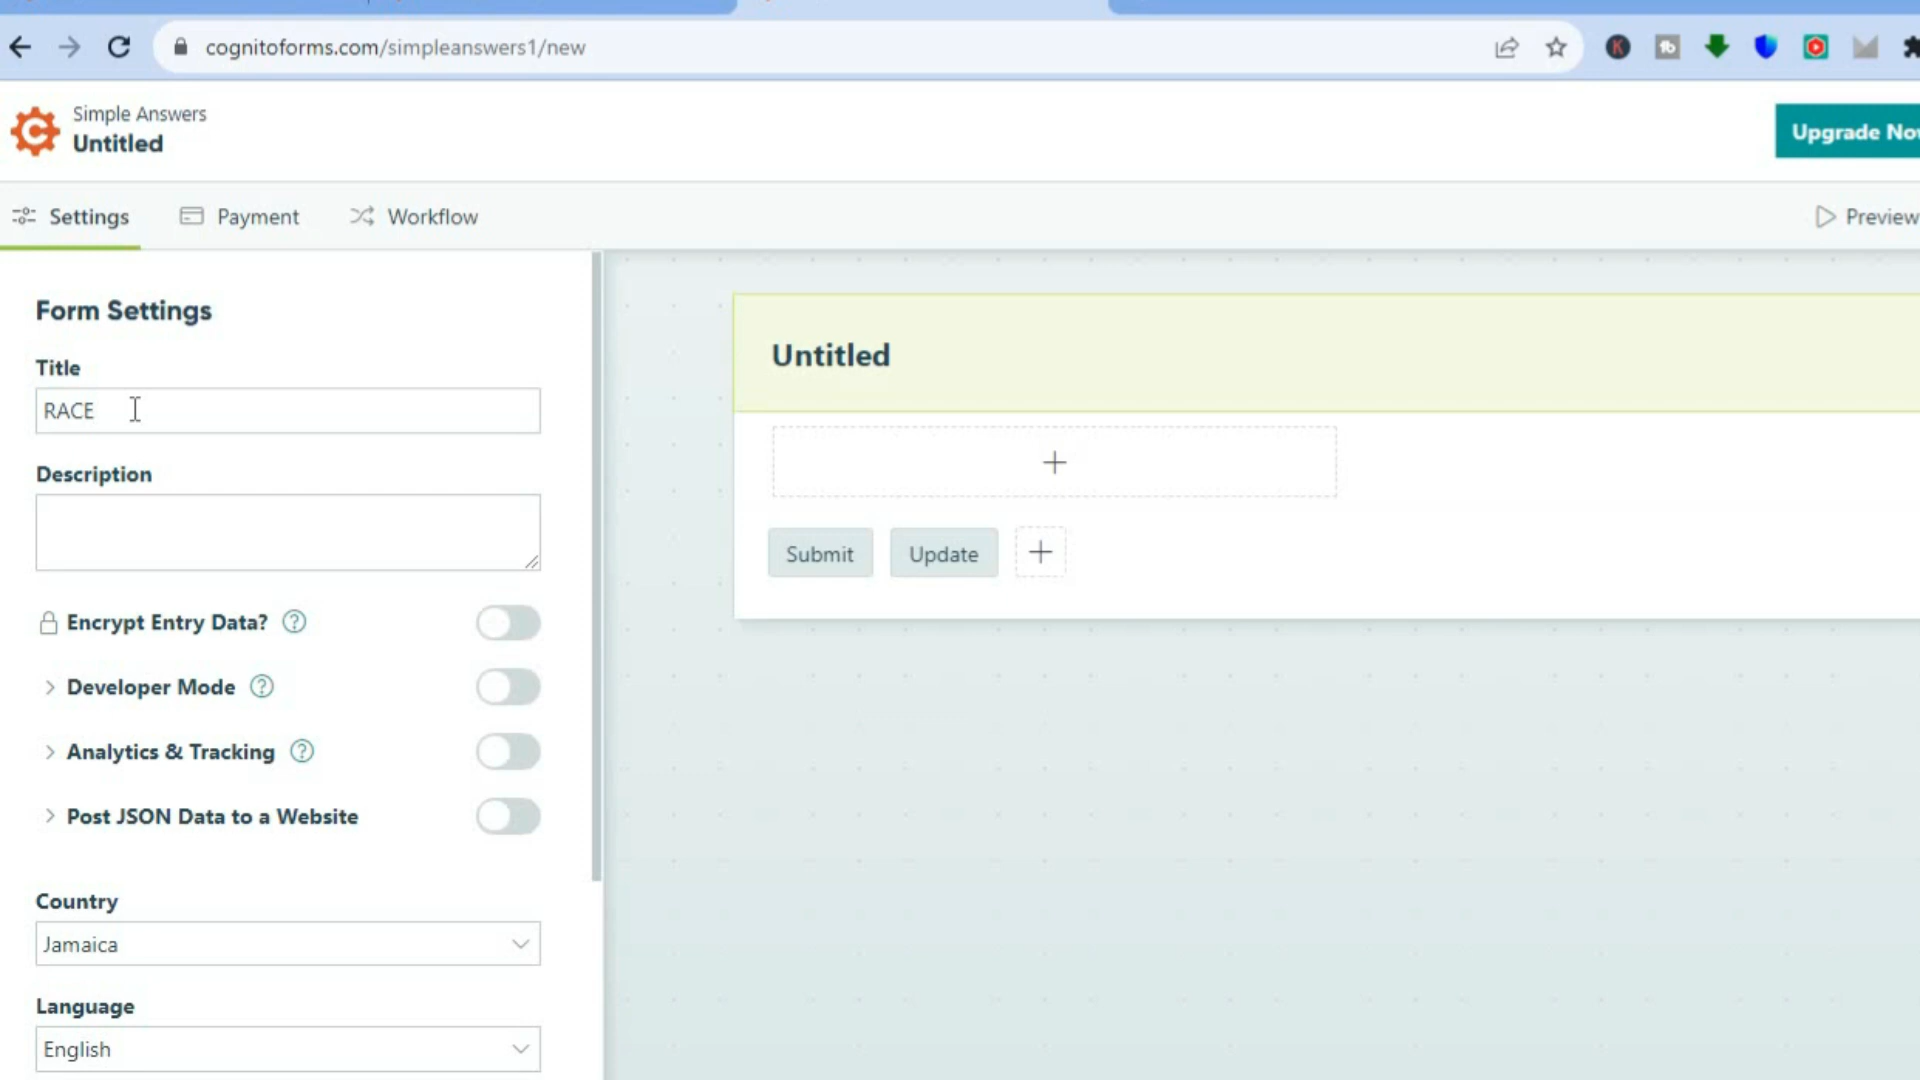 cognitoforms.com/simpleanswers1/new
Simple Answers
Untitled
Upgrade Now
Settings
Payment
Workflow
Preview
Form Settings
Title
RACE
Description
Encrypt Entry Data?
Developer Mode
Analytics & Tracking
Post JSON Data to a Website
Country
Jamaica
Language
English
Untitled
Submit
Update